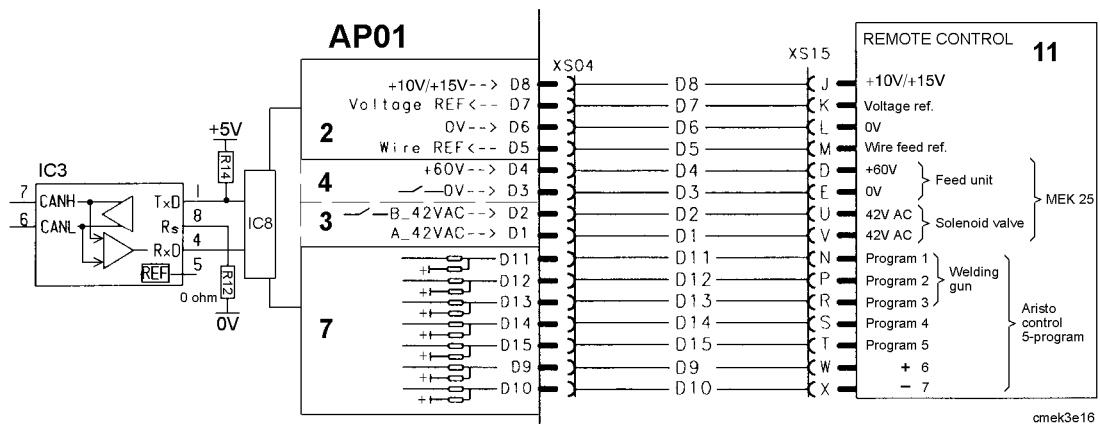 AP01
XS04
XS15
REMOTE CONTROL 11
+10V/+15V--> D8
D8
J
+10V/+15V
Voltage REF<-- D7
D7
K
Voltage ref.
2
0V--> D6
D6
L
0V
Wire REF<-- D5
D5
M
Wire feed ref.
4
+60V--> D4
D4
D
+60V
0V--> D3
D3
E
0V
Feed unit
3
B_42VAC--> D2
D2
U
42V AC
A_42VAC--> D1
D1
V
42V AC
Solenoid valve
MEK 25
7
D11
D11
N
Program 1
+
D12
D12
P
Program 2
+
D13
D13
R
Program 3
Welding
gun
+
D14
D14
S
Program 4
+
D15
D15
T
Program 5
+
D9
D9
W
+ 6
+
D10
D10
X
- 7
+
Aristo
control
5-program
+5V
R14
IC3
7
CANH
TxD
1
8
6
CANL
Rs
RxD
4
REF
5
IC8
0 ohm
R12
0V
cmek3e16